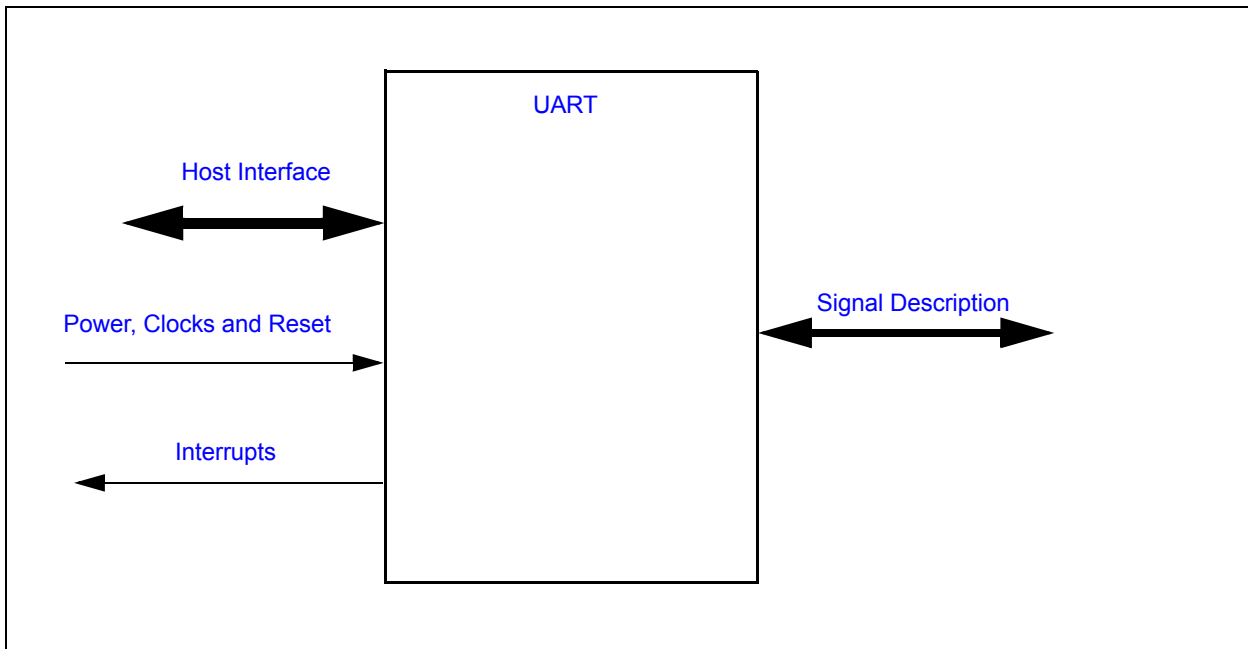 UART
Host Interface
Signal Description
Power, Clocks and Reset
Interrupts